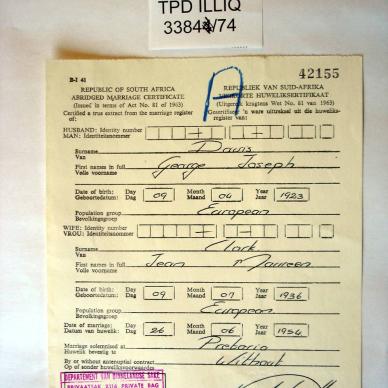 TPD ILLIQ
33844/74
B-I 41
42155
REPUBLIC OF SOUTH AFRICA REPUBLIEK VAN SUID-AFRIKA
ABRIDGED MARRIAGE CERTIFICATE VERKORTE HUWELIKSERTIFIKAAT
(Issued in terms of Act No. 81 of 1963) (Uitgereik kragtens Wet No. 81 van 1963)
Certified a true extract from the marriage register Gesertifiseer 'n ware uittreksel uit die huweliks-
of: register van:
HUSBAND: Identity number
MAN: Identiteitsnommer
Surname Davis
Van
First names in full George Joseph
Volle voorname
Date of birth: Day 09 Month 04 Year 1923
Geboortedatum: Dag Maand Jaar
Population group European
Bevolkingsgroep
WIFE: Identity number
VROU: Identiteitsnommer
Surname Clark
Van
First names in full Jean Maureen
Volle voorname
Date of birth: Day 09 Month 07 Year 1936
Geboortedatum: Dag Maand Jaar
Population group European
Bevolkingsgroep
Date of marriage: Day 26 Month 06 Year 1954
Datum van huwelik: Dag Maand Jaar
Marriage solemnised at Pretoria
Huwelik bevestig te
By or without antenuptial contract Without
Op of sonder huweliksvoorwaardes
DEPARTEMENT VAN BINNELANDSE SAKE
PRIVAATSAK PRIVATE BAG